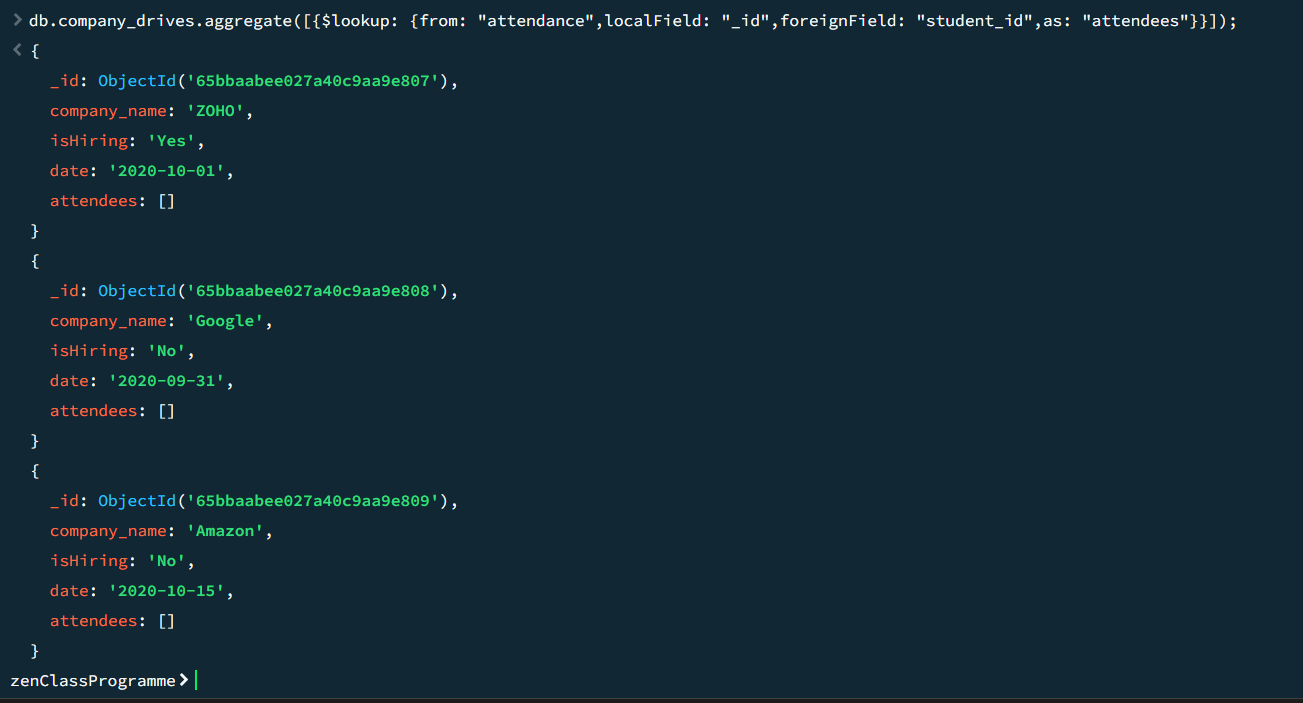 > db.company_drives.aggregate([{$lookup: {from: "attendance",localField: "_id",foreignField: "student_id",as: "attendees"}}]);
< {
_id: ObjectId('65bbaabee027a40c9aa9e807'),
company_name: 'ZOHO',
isHiring: 'Yes',
date: '2020-10-01',
attendees: []
}
{
_id: ObjectId('65bbaabee027a40c9aa9e808'),
company_name: 'Google',
isHiring: 'No',
date: '2020-09-31',
attendees: []
}
{
_id: ObjectId('65bbaabee027a40c9aa9e809'),
company_name: 'Amazon',
isHiring: 'No',
date: '2020-10-15',
attendees: []
}
zenClassProgramme>